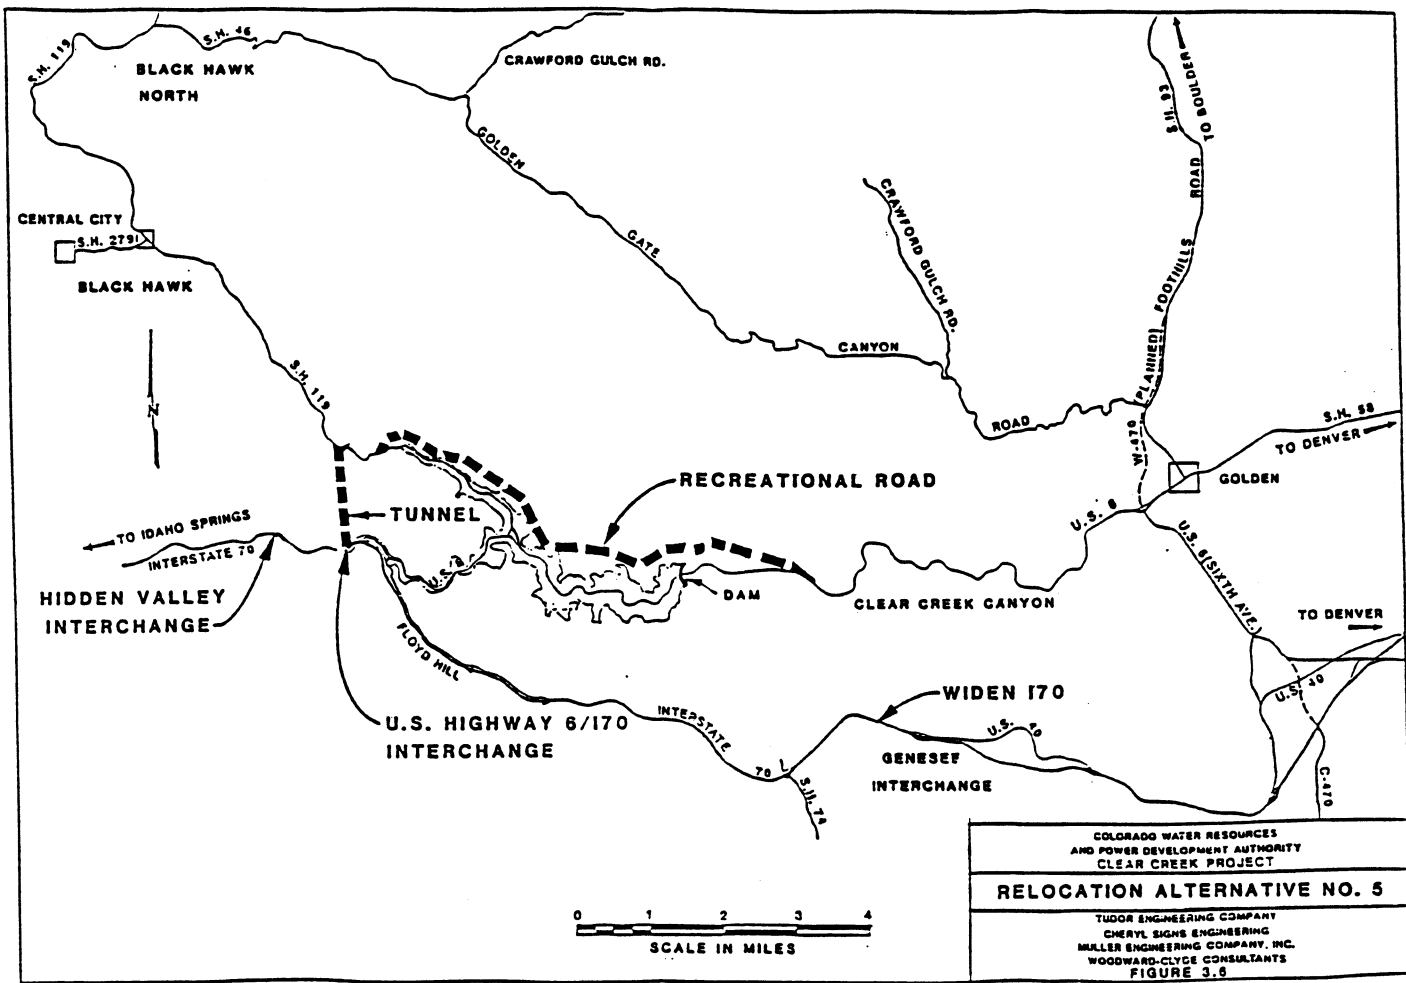 S.H. 119
S.H. 46
BLACK HAWK
NORTH
CRAWFORD GULCH RD.
S.H. 93
TO BOULDER
GOLDEN
GATE
CANYON
ROAD
CRAWFORD GULCH RD.
(PLANNED)
FOOTHILLS
ROAD
CENTRAL CITY
S.H. 279
BLACK HAWK
N
S.H. 119
W-470
S.H. 58
TO DENVER
GOLDEN
RECREATIONAL ROAD
TUNNEL
TO IDAHO SPRINGS
INTERSTATE 70
U.S. 6
U.S. 6
U.S. 6(SIXTH AVE.)
HIDDEN VALLEY
INTERCHANGE
DAM
CLEAR CREEK CANYON
TO DENVER
FLOYD HILL
U.S. 40
U.S. HIGHWAY 6/I70
INTERCHANGE
INTERSTATE
70
S.H. 74
WIDEN I70
U.S. 40
GENESEE
INTERCHANGE
C-470
0 1 2 3 4
SCALE IN MILES
COLORADO WATER RESOURCES
AND POWER DEVELOPMENT AUTHORITY
CLEAR CREEK PROJECT
RELOCATION ALTERNATIVE NO. 5
TUDOR ENGINEERING COMPANY
CHERYL SIGNS ENGINEERING
MULLER ENGINEERING COMPANY, INC.
WOODWARD-CLYDE CONSULTANTS
FIGURE 3.6